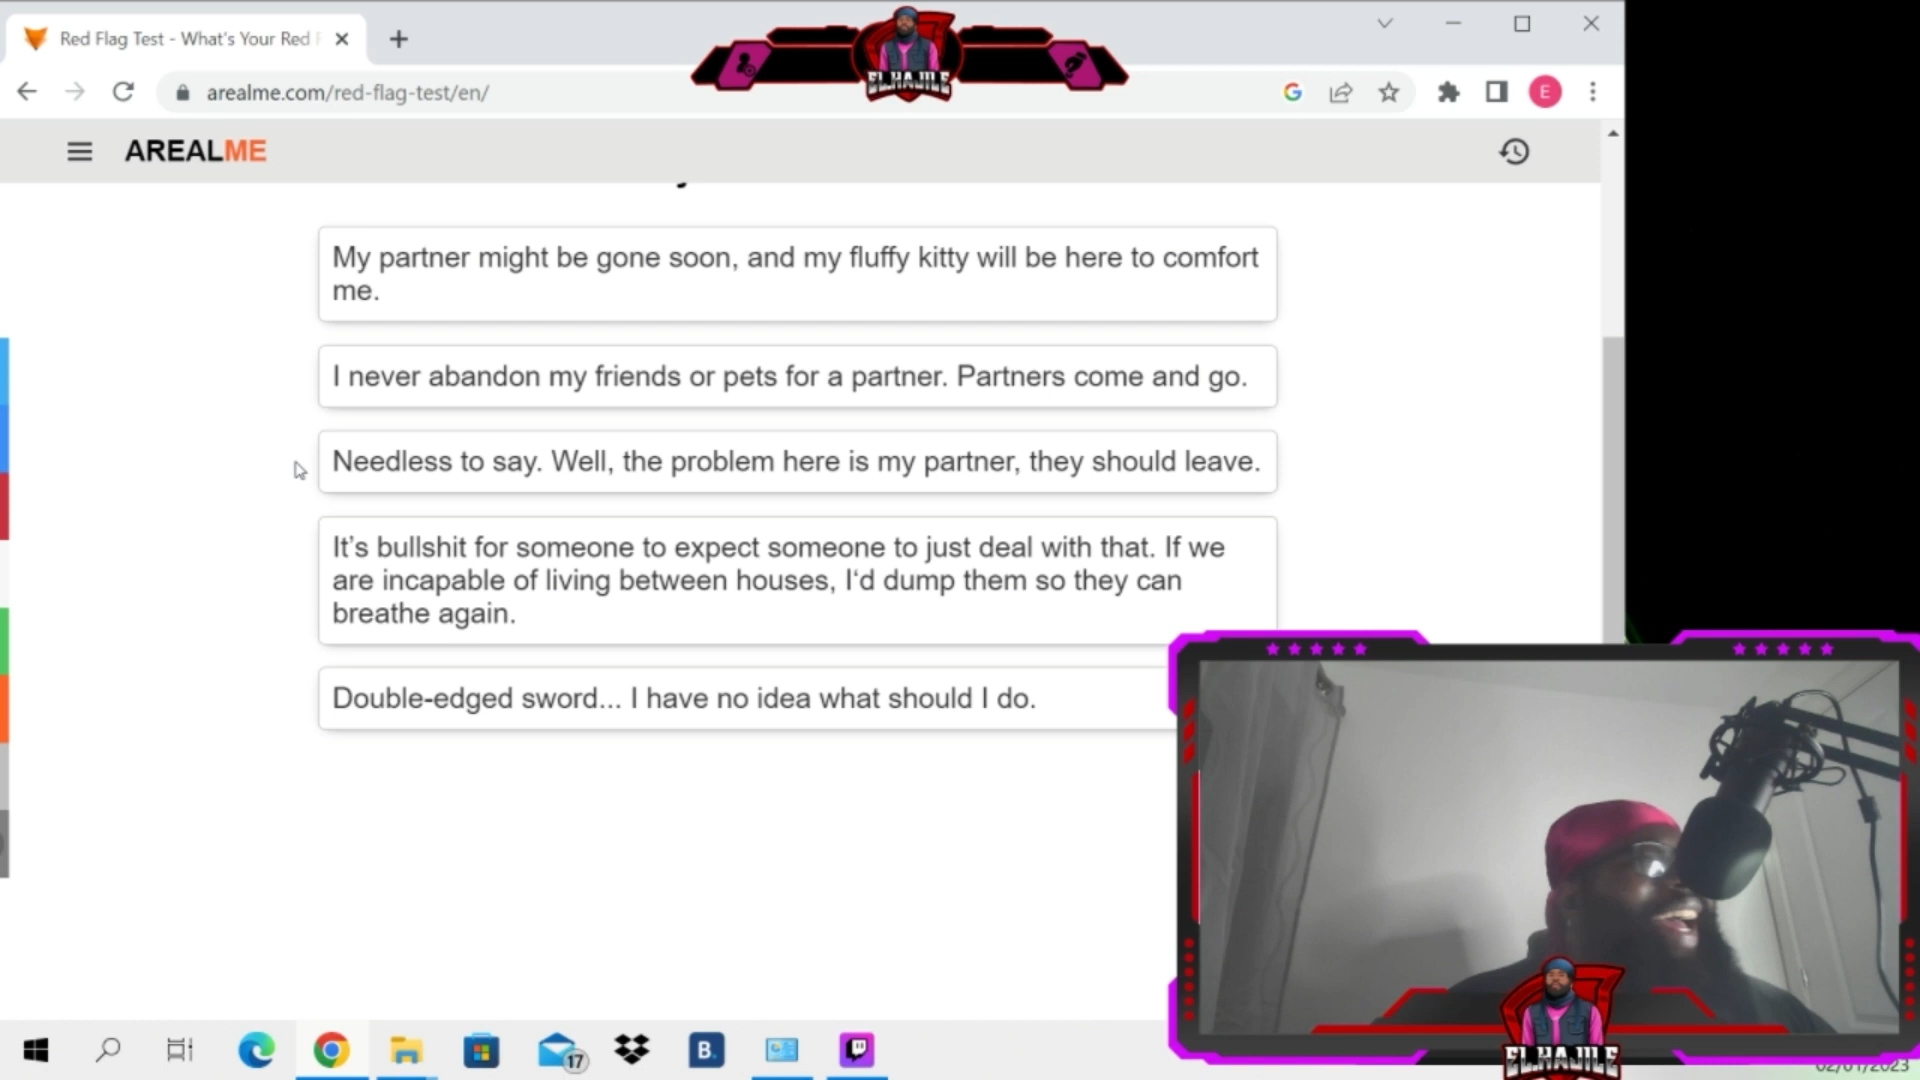 Red Flag Test - What's Your Red
arealme.com/red-flag-test/en/
E
ELHAJILE
AREALME
My partner might be gone soon, and my fluffy kitty will be here to comfort
me.
I never abandon my friends or pets for a partner. Partners come and go.
Needless to say. Well, the problem here is my partner, they should leave.
It’s bullshit for someone to expect someone to just deal with that. If we
are incapable of living between houses, I‘d dump them so they can
breathe again.
Double-edged sword... I have no idea what should I do.
17
B.
ELHAJILE
02/01/2023